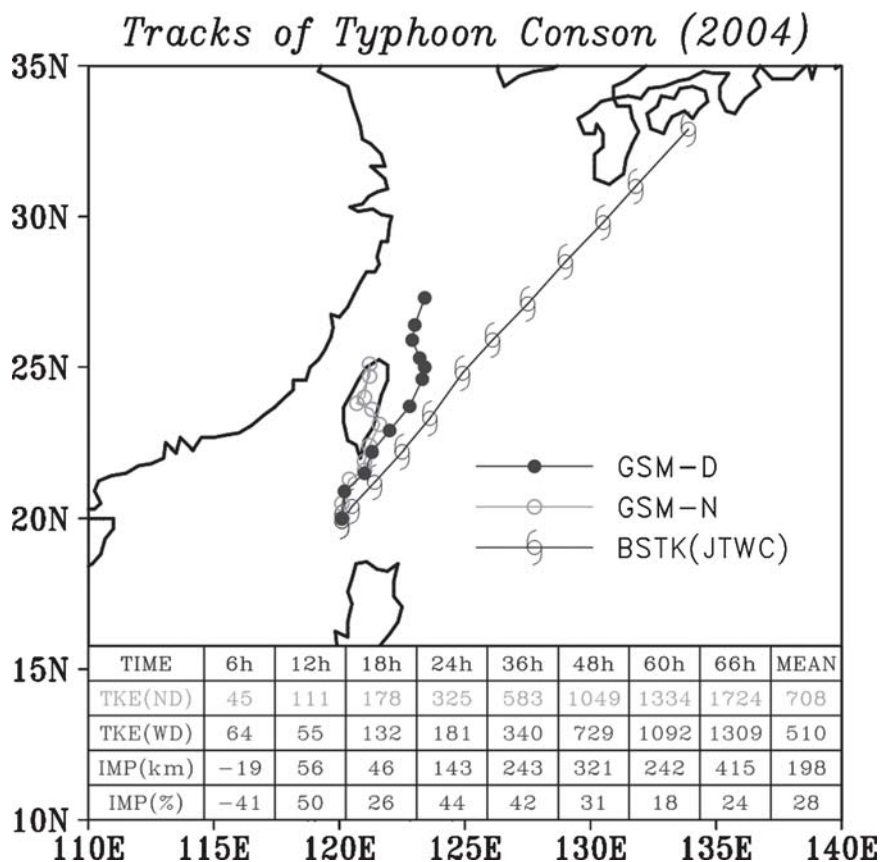 Tracks of Typhoon Conson (2004)
35N
30N
25N
GSM-D
GSM-N
20N
BSTK(JTWC)
15N
TIME 6h 12h 18h 24h 36h 48h 60h 66h MEAN
TKE(ND) 45 111 178 325 583 1049 1334 1724 708
TKE(WD) 64 55 132 181 340 729 1092 1309 510
IMP(km) -19 56 46 143 243 321 242 415 198
IMP(%) -41 50 26 44 42 31 18 24 28
10N
110E 115E 120E 125E 130E 135E 140E